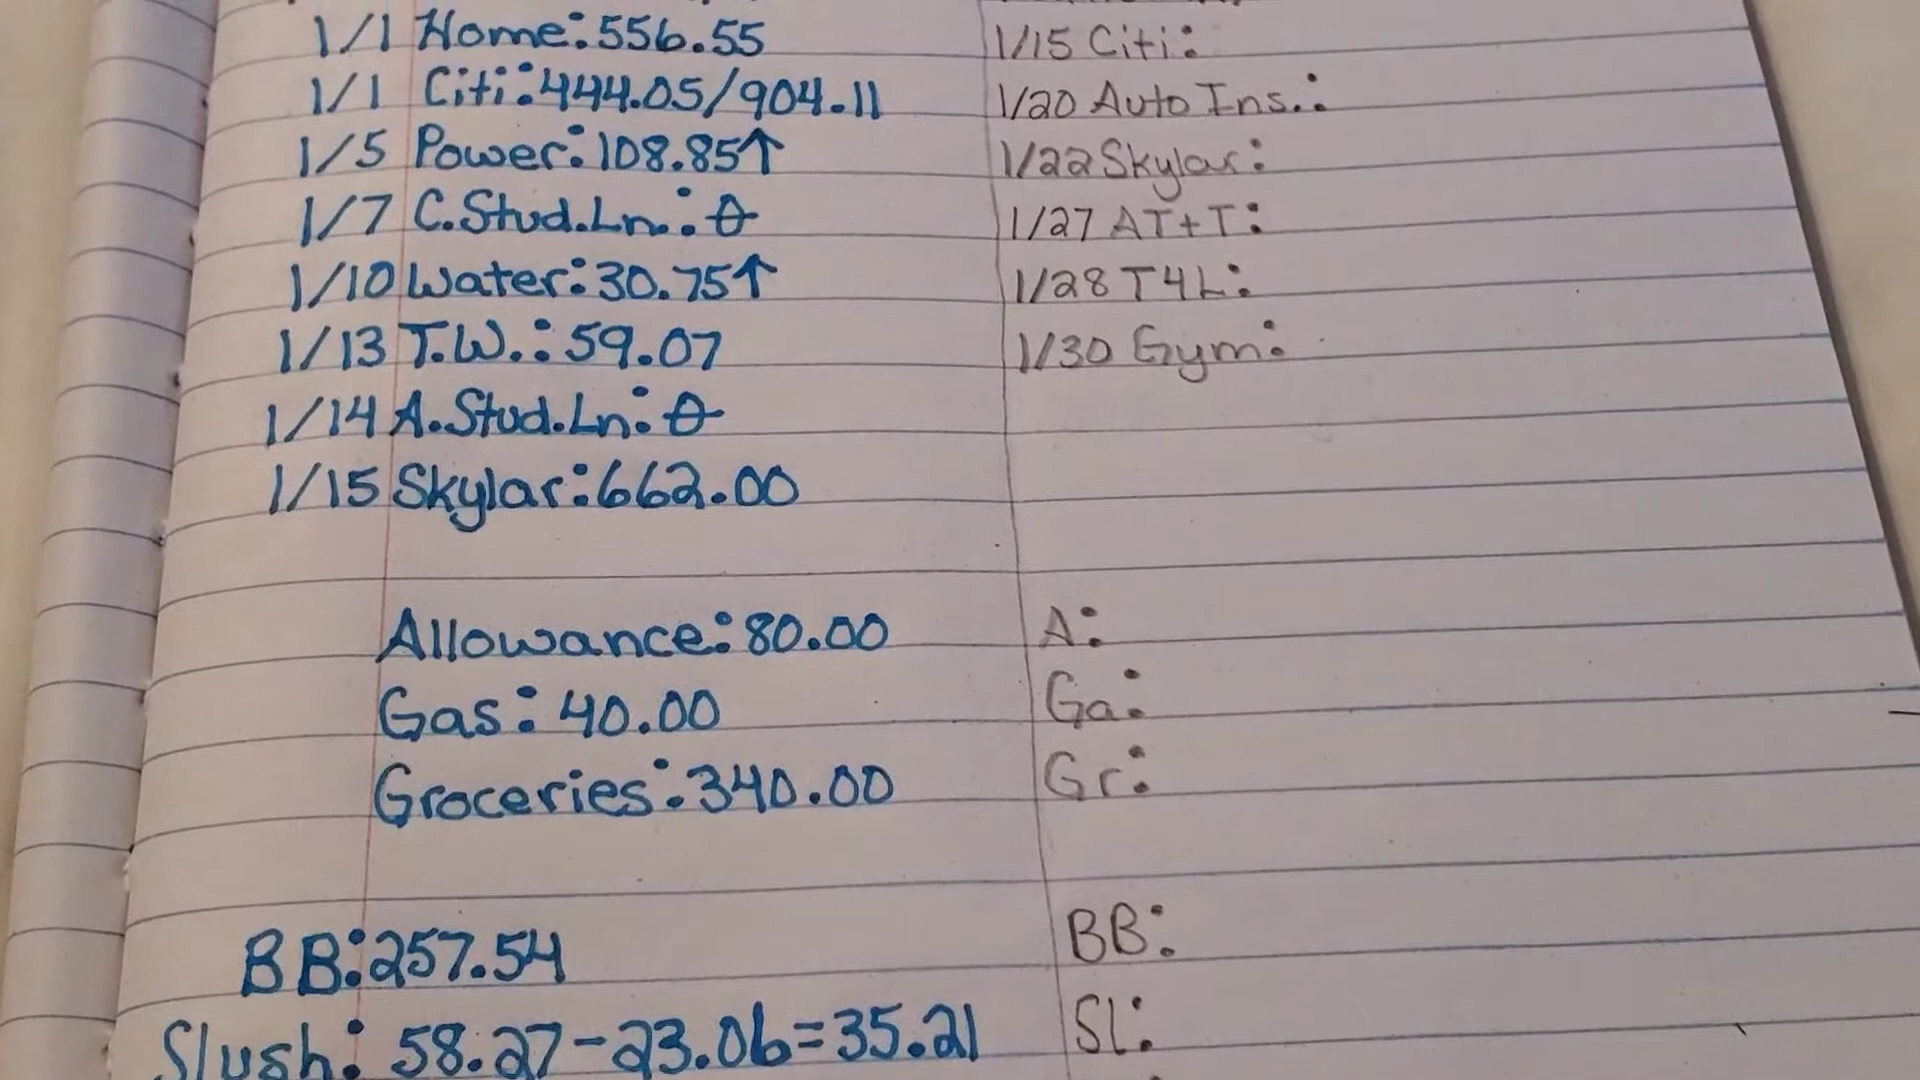 1/1 Home: 556.55
1/1 Citi: 444.05/904.11
1/5 Power: 108.85↑
1/7 C. Stud. Ln.: θ
1/10 Water: 30.75↑
1/13 T.W.: 59.07
1/14 A. Stud. Ln: θ
1/15 Skylar: 662.00
Allowance: 80.00
Gas: 40.00
Groceries: 340.00
BB: 257.54
Slush: 58.27-23.06=35.21
1/15 Citi:
1/20 Auto Ins.:
1/22 Skylar:
1/27 AT+T:
1/28 T4L:
1/30 Gym:
A:
Ga:
Gr:
BB:
Sl: